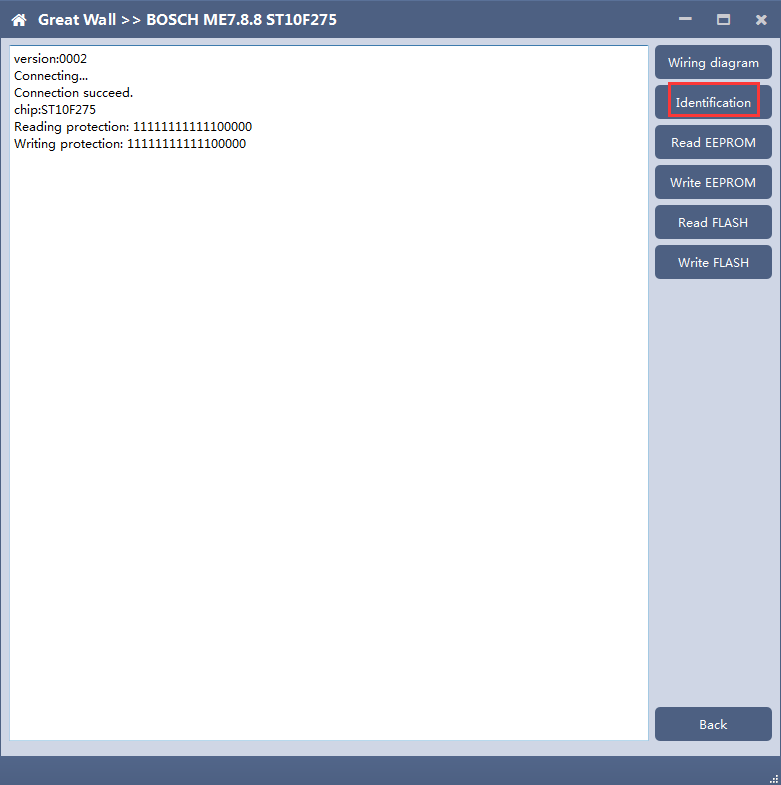 Great Wall >> BOSCH ME7.8.8 ST10F275
version:0002
Connecting...
Connection succeed.
chip:ST10F275
Reading protection: 11111111111100000
Writing protection: 11111111111100000
Wiring diagram
Identification
Read EEPROM
Write EEPROM
Read FLASH
Write FLASH
Back